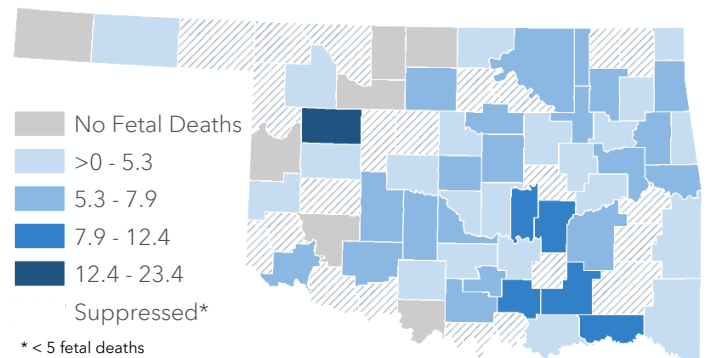 No Fetal Deaths
>0 - 5.3
5.3 - 7.9
7.9 - 12.4
12.4 - 23.4
Suppressed*
* < 5 fetal deaths